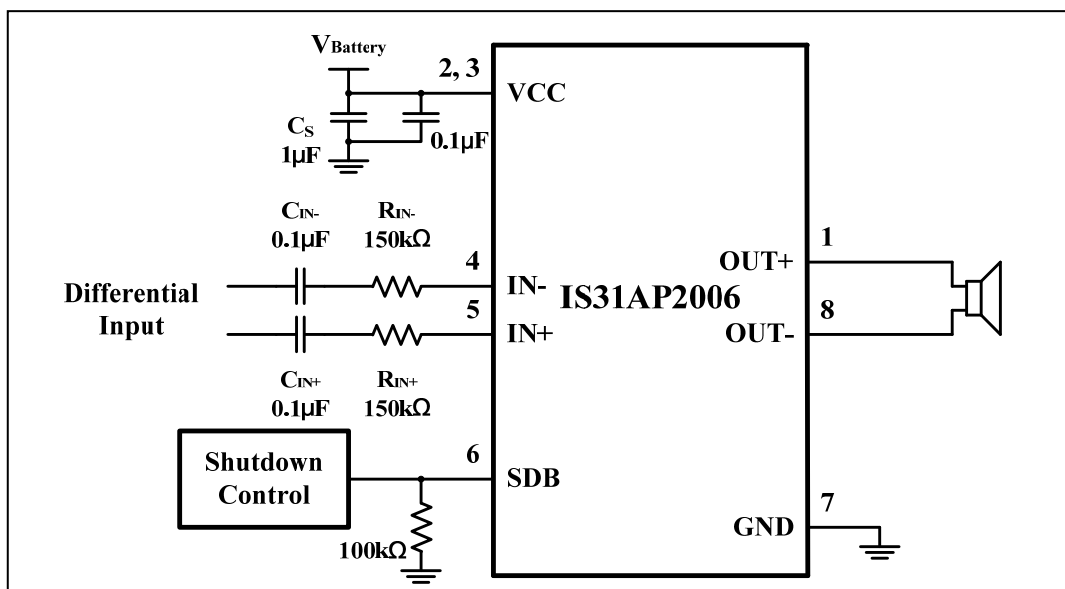 VBattery
2, 3
VCC
CS
1μF
0.1μF
CIN-
0.1μF
RIN-
150kΩ
4
IN-
Differential
Input
5
IN+
CIN+
0.1μF
RIN+
150kΩ
IS31AP2006
1
OUT+
8
OUT-
Shutdown
Control
6
SDB
100kΩ
7
GND